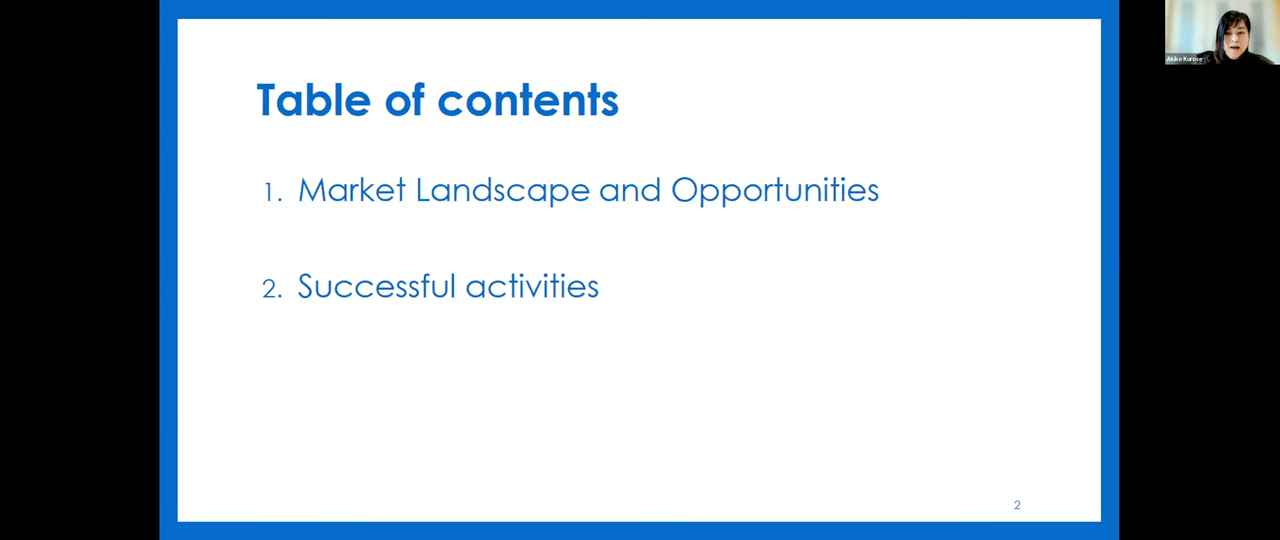 Table of contents
1. Market Landscape and Opportunities
2. Successful activities
2
Akiko Kurose